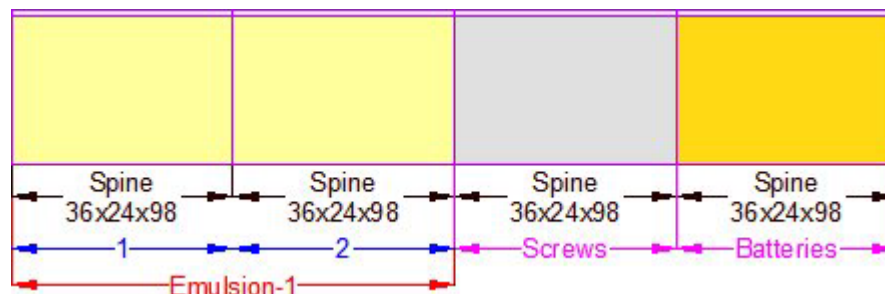 Spine Spine Spine Spine
36x24x98 36x24x98 36x24x98 36x24x98
1 2 Screws Batteries
Emulsion-1